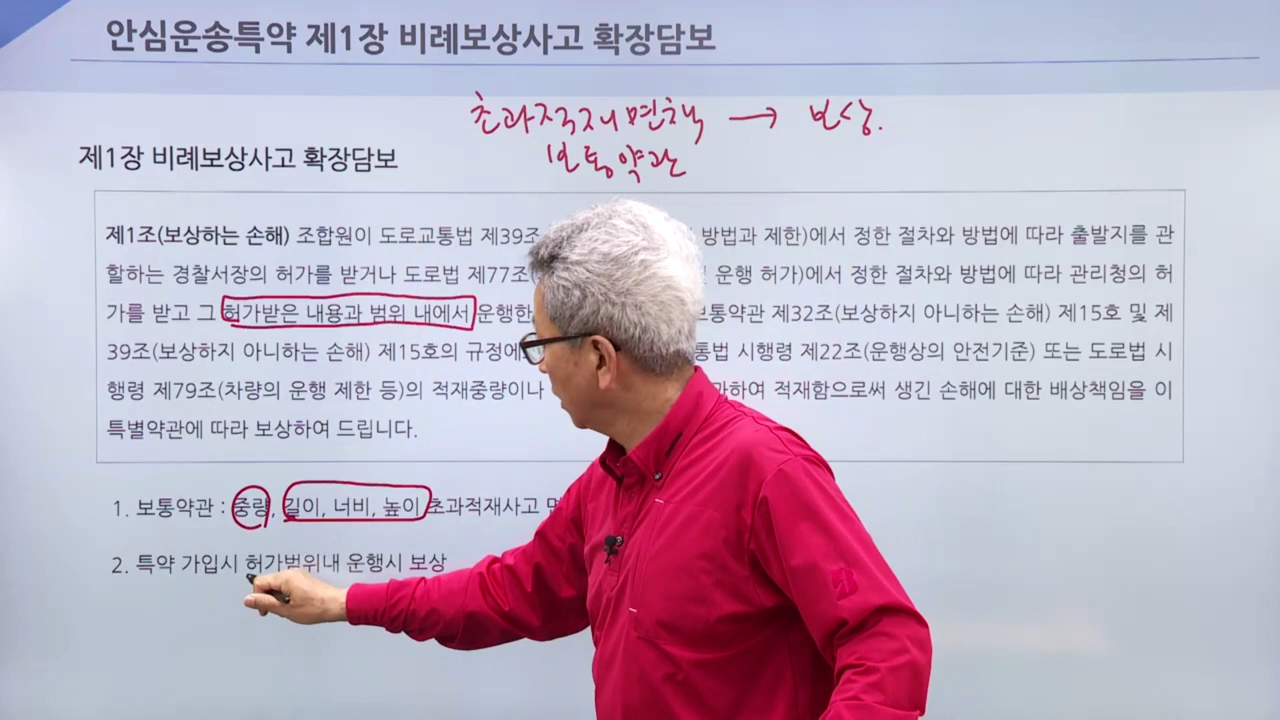 안심운송특약 제1장 비례보상사고 확장담보
초과적재면책 → 보상.
보통약관
제1장 비례보상사고 확장담보
제1조(보상하는 손해) 조합원이 도로교통법 제39조 방법과 제한)에서 정한 절차와 방법에 따라 출발지를 관
할하는 경찰서장의 허가를 받거나 도로법 제77조( 운행 허가)에서 정한 절차와 방법에 따라 관리청의 허
가를 받고 그 허가받은 내용과 범위 내에서 운행한 보통약관 제32조(보상하지 아니하는 손해) 제15호 및 제
39조(보상하지 아니하는 손해) 제15호의 규정에 통법 시행령 제22조(운행상의 안전기준) 또는 도로법 시
행령 제79조(차량의 운행 제한 등)의 적재중량이나 하여 적재함으로써 생긴 손해에 대한 배상책임을 이
특별약관에 따라 보상하여 드립니다.
1. 보통약관 : 중량, 길이, 너비, 높이 초과적재사고
2. 특약 가입시 허가범위내 운행시 보상